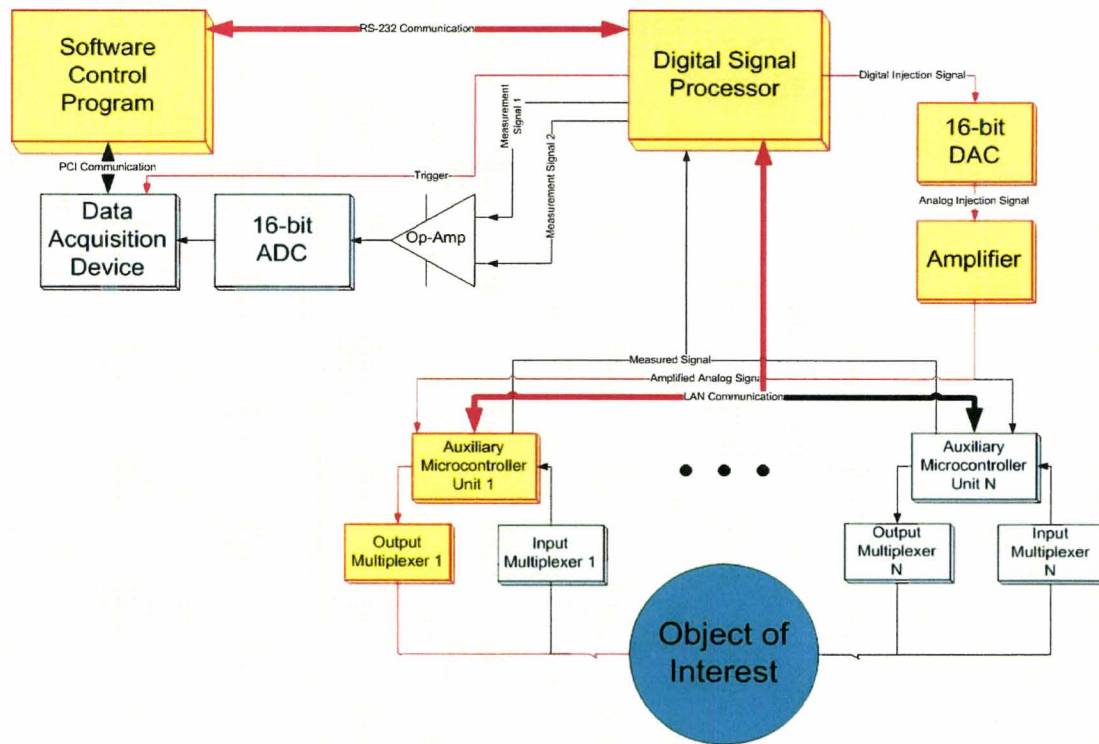 RS-232 Communication
Software
Control
Program
Digital Signal
Processor
Digital Injection Signal
16-bit
DAC
Measurement
Signal 1
Measurement Signal 2
PCI Communication
Trigger
Data
Acquisition
Device
16-bit
ADC
Op-Amp
Analog Injection Signal
Amplifier
Measured Signal
Amplified Analog Signal
LAN Communication
Auxiliary
Microcontroller
Unit 1
Auxiliary
Microcontroller
Unit N
Output
Multiplexer 1
Input
Multiplexer 1
Output
Multiplexer
N
Input
Multiplexer
N
Object of
Interest